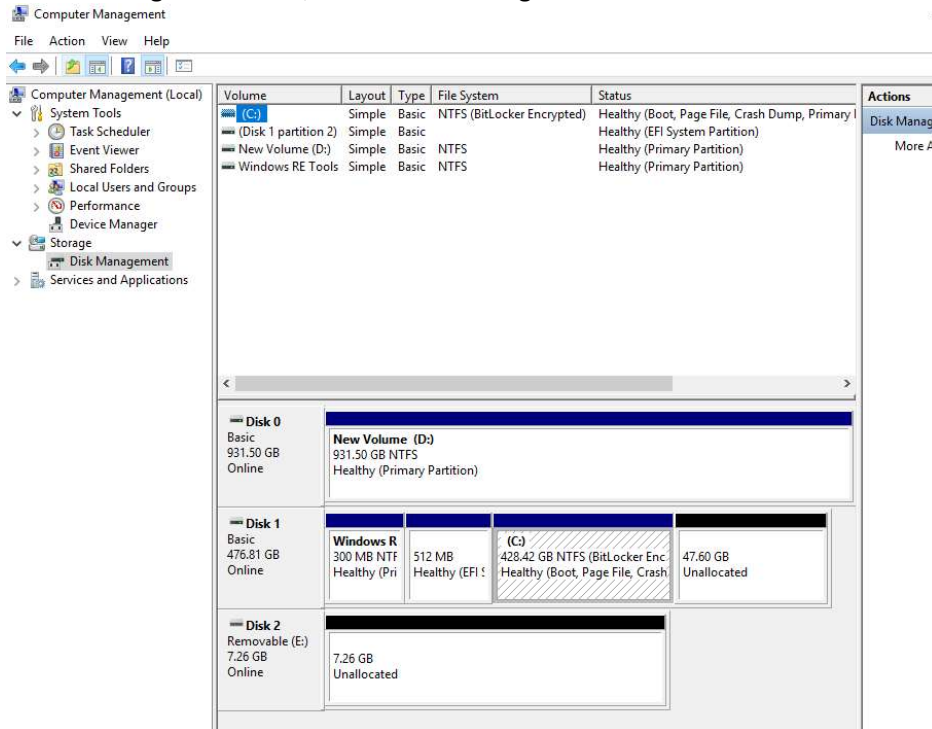 Computer Management
File Action View Help
Computer Management (Local)
System Tools
Task Scheduler
Event Viewer
Shared Folders
Local Users and Groups
Performance
Device Manager
Storage
Disk Management
Services and Applications
Volume Layout Type File System Status
(C:) Simple Basic NTFS (BitLocker Encrypted) Healthy (Boot, Page File, Crash Dump, Primary
(Disk 1 partition 2) Simple Basic Healthy (EFI System Partition)
New Volume (D:) Simple Basic NTFS Healthy (Primary Partition)
Windows RE Tools Simple Basic NTFS Healthy (Primary Partition)
Actions
Disk Manag
More A
Disk 0
Basic
931.50 GB
Online
New Volume (D:)
931.50 GB NTFS
Healthy (Primary Partition)
Disk 1
Basic
476.81 GB
Online
Windows R
300 MB NTF
Healthy (Pri
512 MB
Healthy (EFI
(C:)
428.42 GB NTFS (BitLocker Enc
Healthy (Boot, Page File, Crash
47.60 GB
Unallocated
Disk 2
Removable (E:)
7.26 GB
Online
7.26 GB
Unallocated